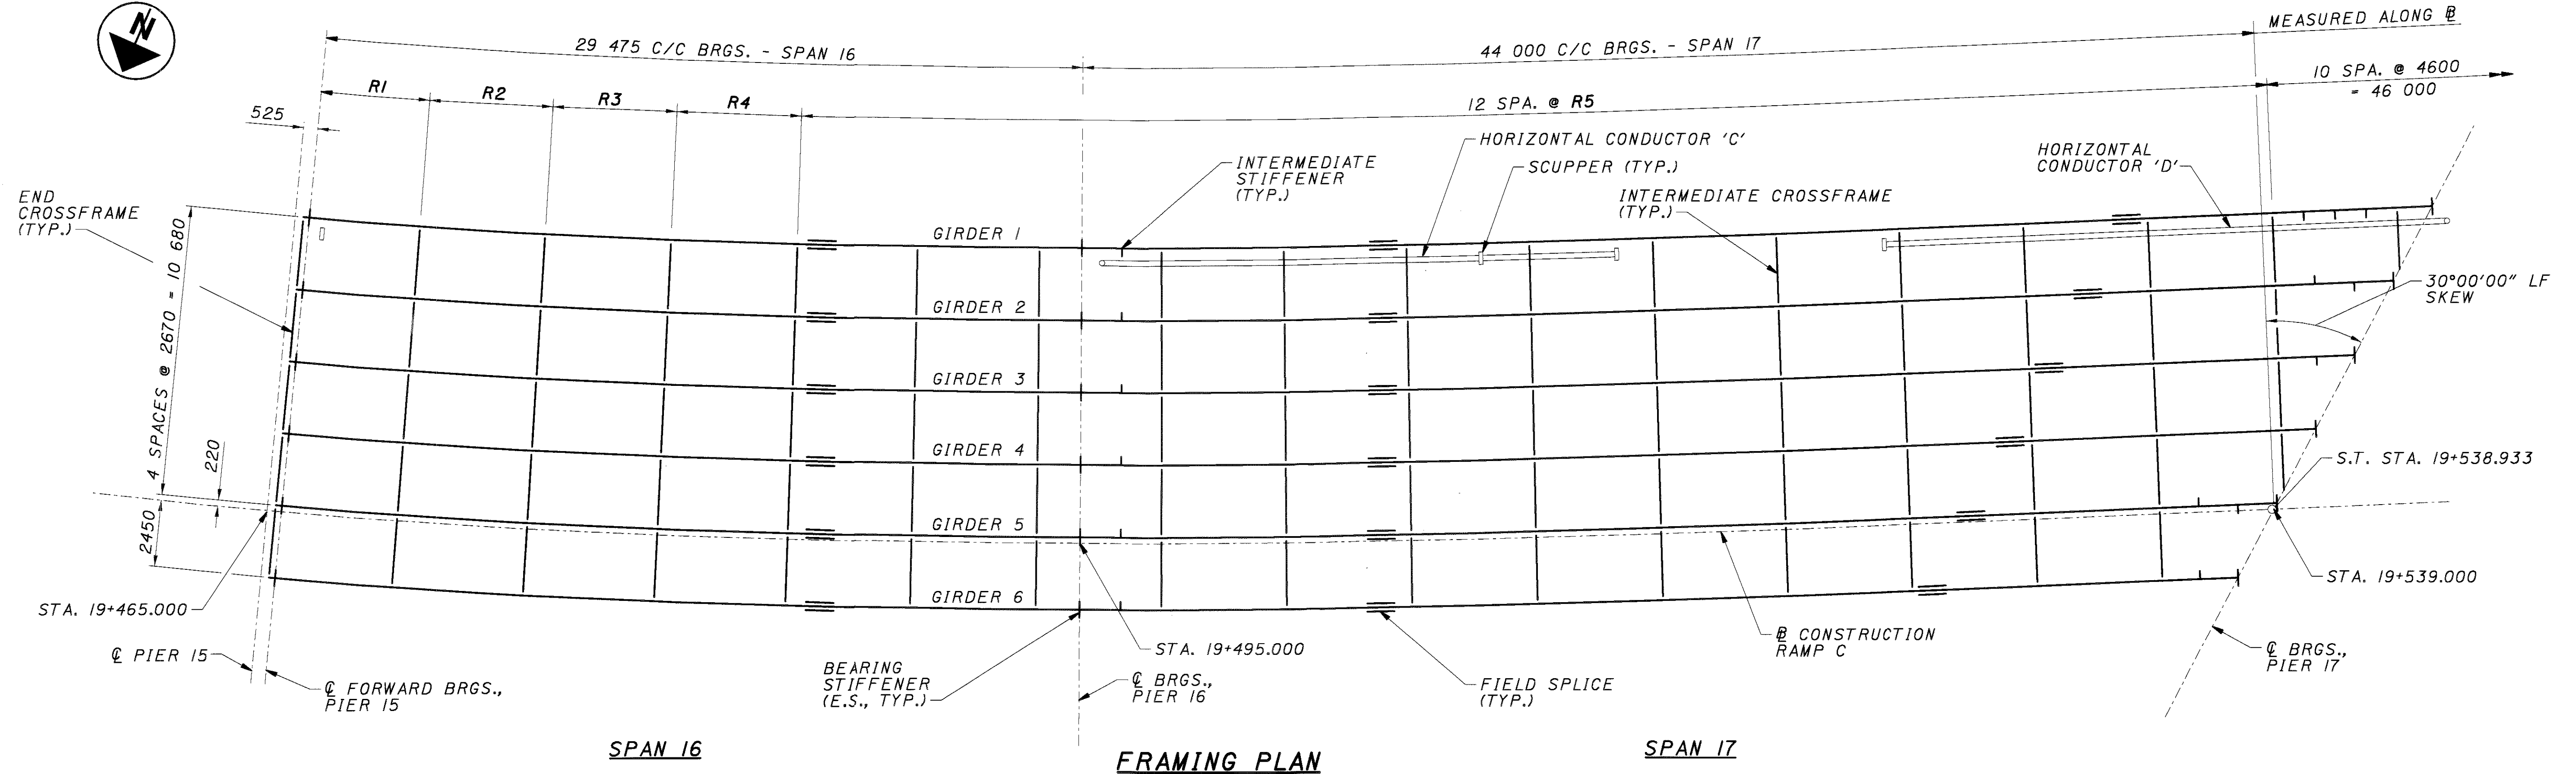 N
29 475 C/C BRGS. - SPAN 16
44 000 C/C BRGS. - SPAN 17
MEASURED ALONG ℄B
10 SPA. @ 4600
= 46 000
R1
R2
R3
R4
12 SPA. @ R5
525
HORIZONTAL CONDUCTOR 'C'
SCUPPER (TYP.)
INTERMEDIATE
STIFFENER
(TYP.)
INTERMEDIATE CROSSFRAME
(TYP.)
HORIZONTAL
CONDUCTOR 'D'
END
CROSSFRAME
(TYP.)
4 SPACES @ 2670 = 10 680
220
2450
GIRDER 1
GIRDER 2
GIRDER 3
GIRDER 4
GIRDER 5
GIRDER 6
30°00'00" LF
SKEW
S.T. STA. 19+538.933
STA. 19+539.000
STA. 19+465.000
STA. 19+495.000
℄ PIER 15
℄ FORWARD BRGS.,
PIER 15
BEARING
STIFFENER
(E.S., TYP.)
℄ BRGS.,
PIER 16
FIELD SPLICE
(TYP.)
BL CONSTRUCTION
RAMP C
℄ BRGS.,
PIER 17
SPAN 16
FRAMING PLAN
SPAN 17